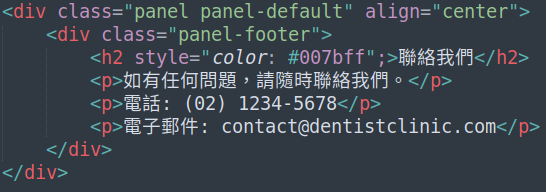 <div class="panel panel-default" align="center">
<div class="panel-footer">
<h2 style="color: #007bff";>聯絡我們</h2>
<p>如有任何問題，請隨時聯絡我們。</p>
<p>電話: (02) 1234-5678</p>
<p>電子郵件: contact@dentistclinic.com</p>
</div>
</div>